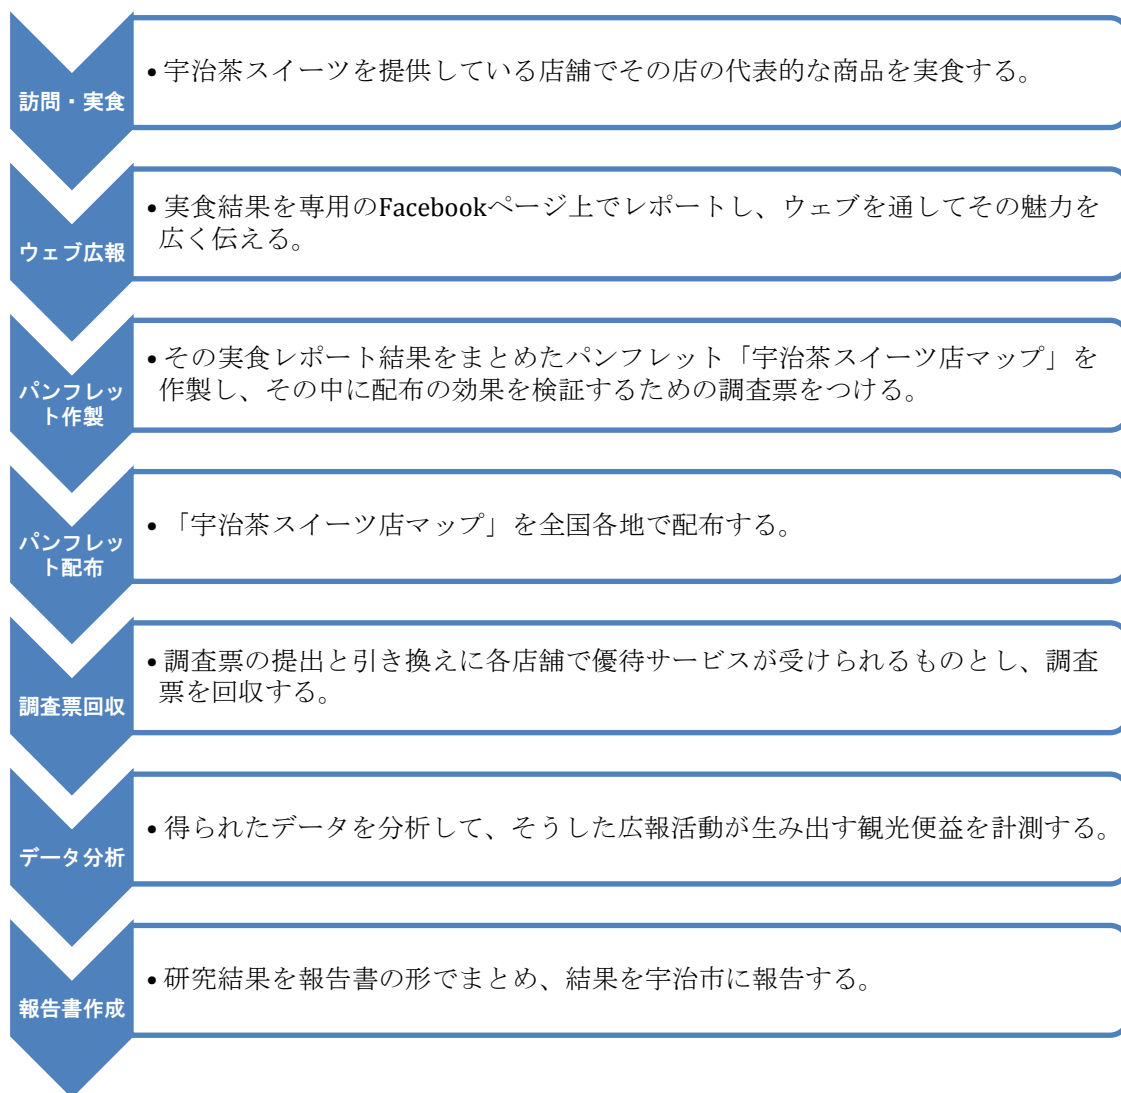 訪問・実食
•宇治茶スイーツを提供している店舗でその店の代表的な商品を実食する。
ウェブ広報
•実食結果を専用のFacebookページ上でレポートし、ウェブを通してその魅力を
広く伝える。
パンフレッ
ト作製
•その実食レポート結果をまとめたパンフレット「宇治茶スイーツ店マップ」を
作製し、その中に配布の効果を検証するための調査票をつける。
パンフレッ
ト配布
•「宇治茶スイーツ店マップ」を全国各地で配布する。
調査票回収
•調査票の提出と引き換えに各店舗で優待サービスが受けられるものとし、調査
票を回収する。
データ分析
•得られたデータを分析して、そうした広報活動が生み出す観光便益を計測する。
報告書作成
•研究結果を報告書の形でまとめ、結果を宇治市に報告する。